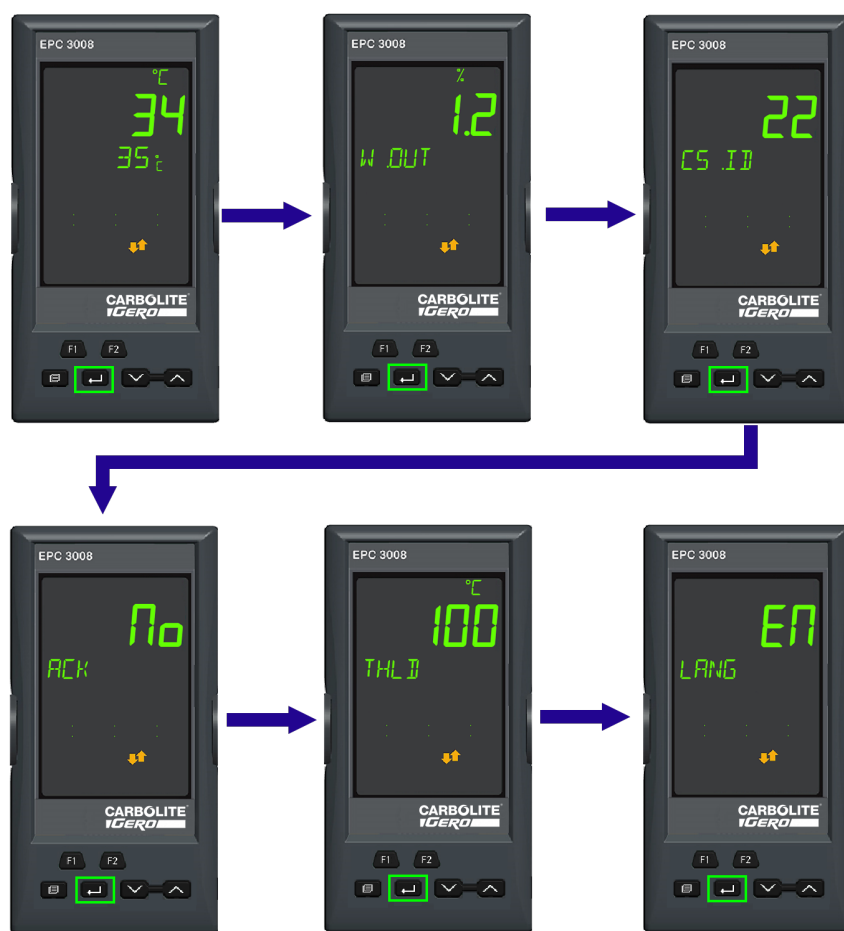 EPC 3008
°C
34
35 °C
CARBOLITE
GERO
F1 F2
EPC 3008
%
1.2
W.OUT
CARBOLITE
GERO
F1 F2
EPC 3008
22
CS.ID
CARBOLITE
GERO
F1 F2
EPC 3008
No
ACK
CARBOLITE
GERO
F1 F2
EPC 3008
°C
100
THLD
CARBOLITE
GERO
F1 F2
EPC 3008
EN
LANG
CARBOLITE
GERO
F1 F2